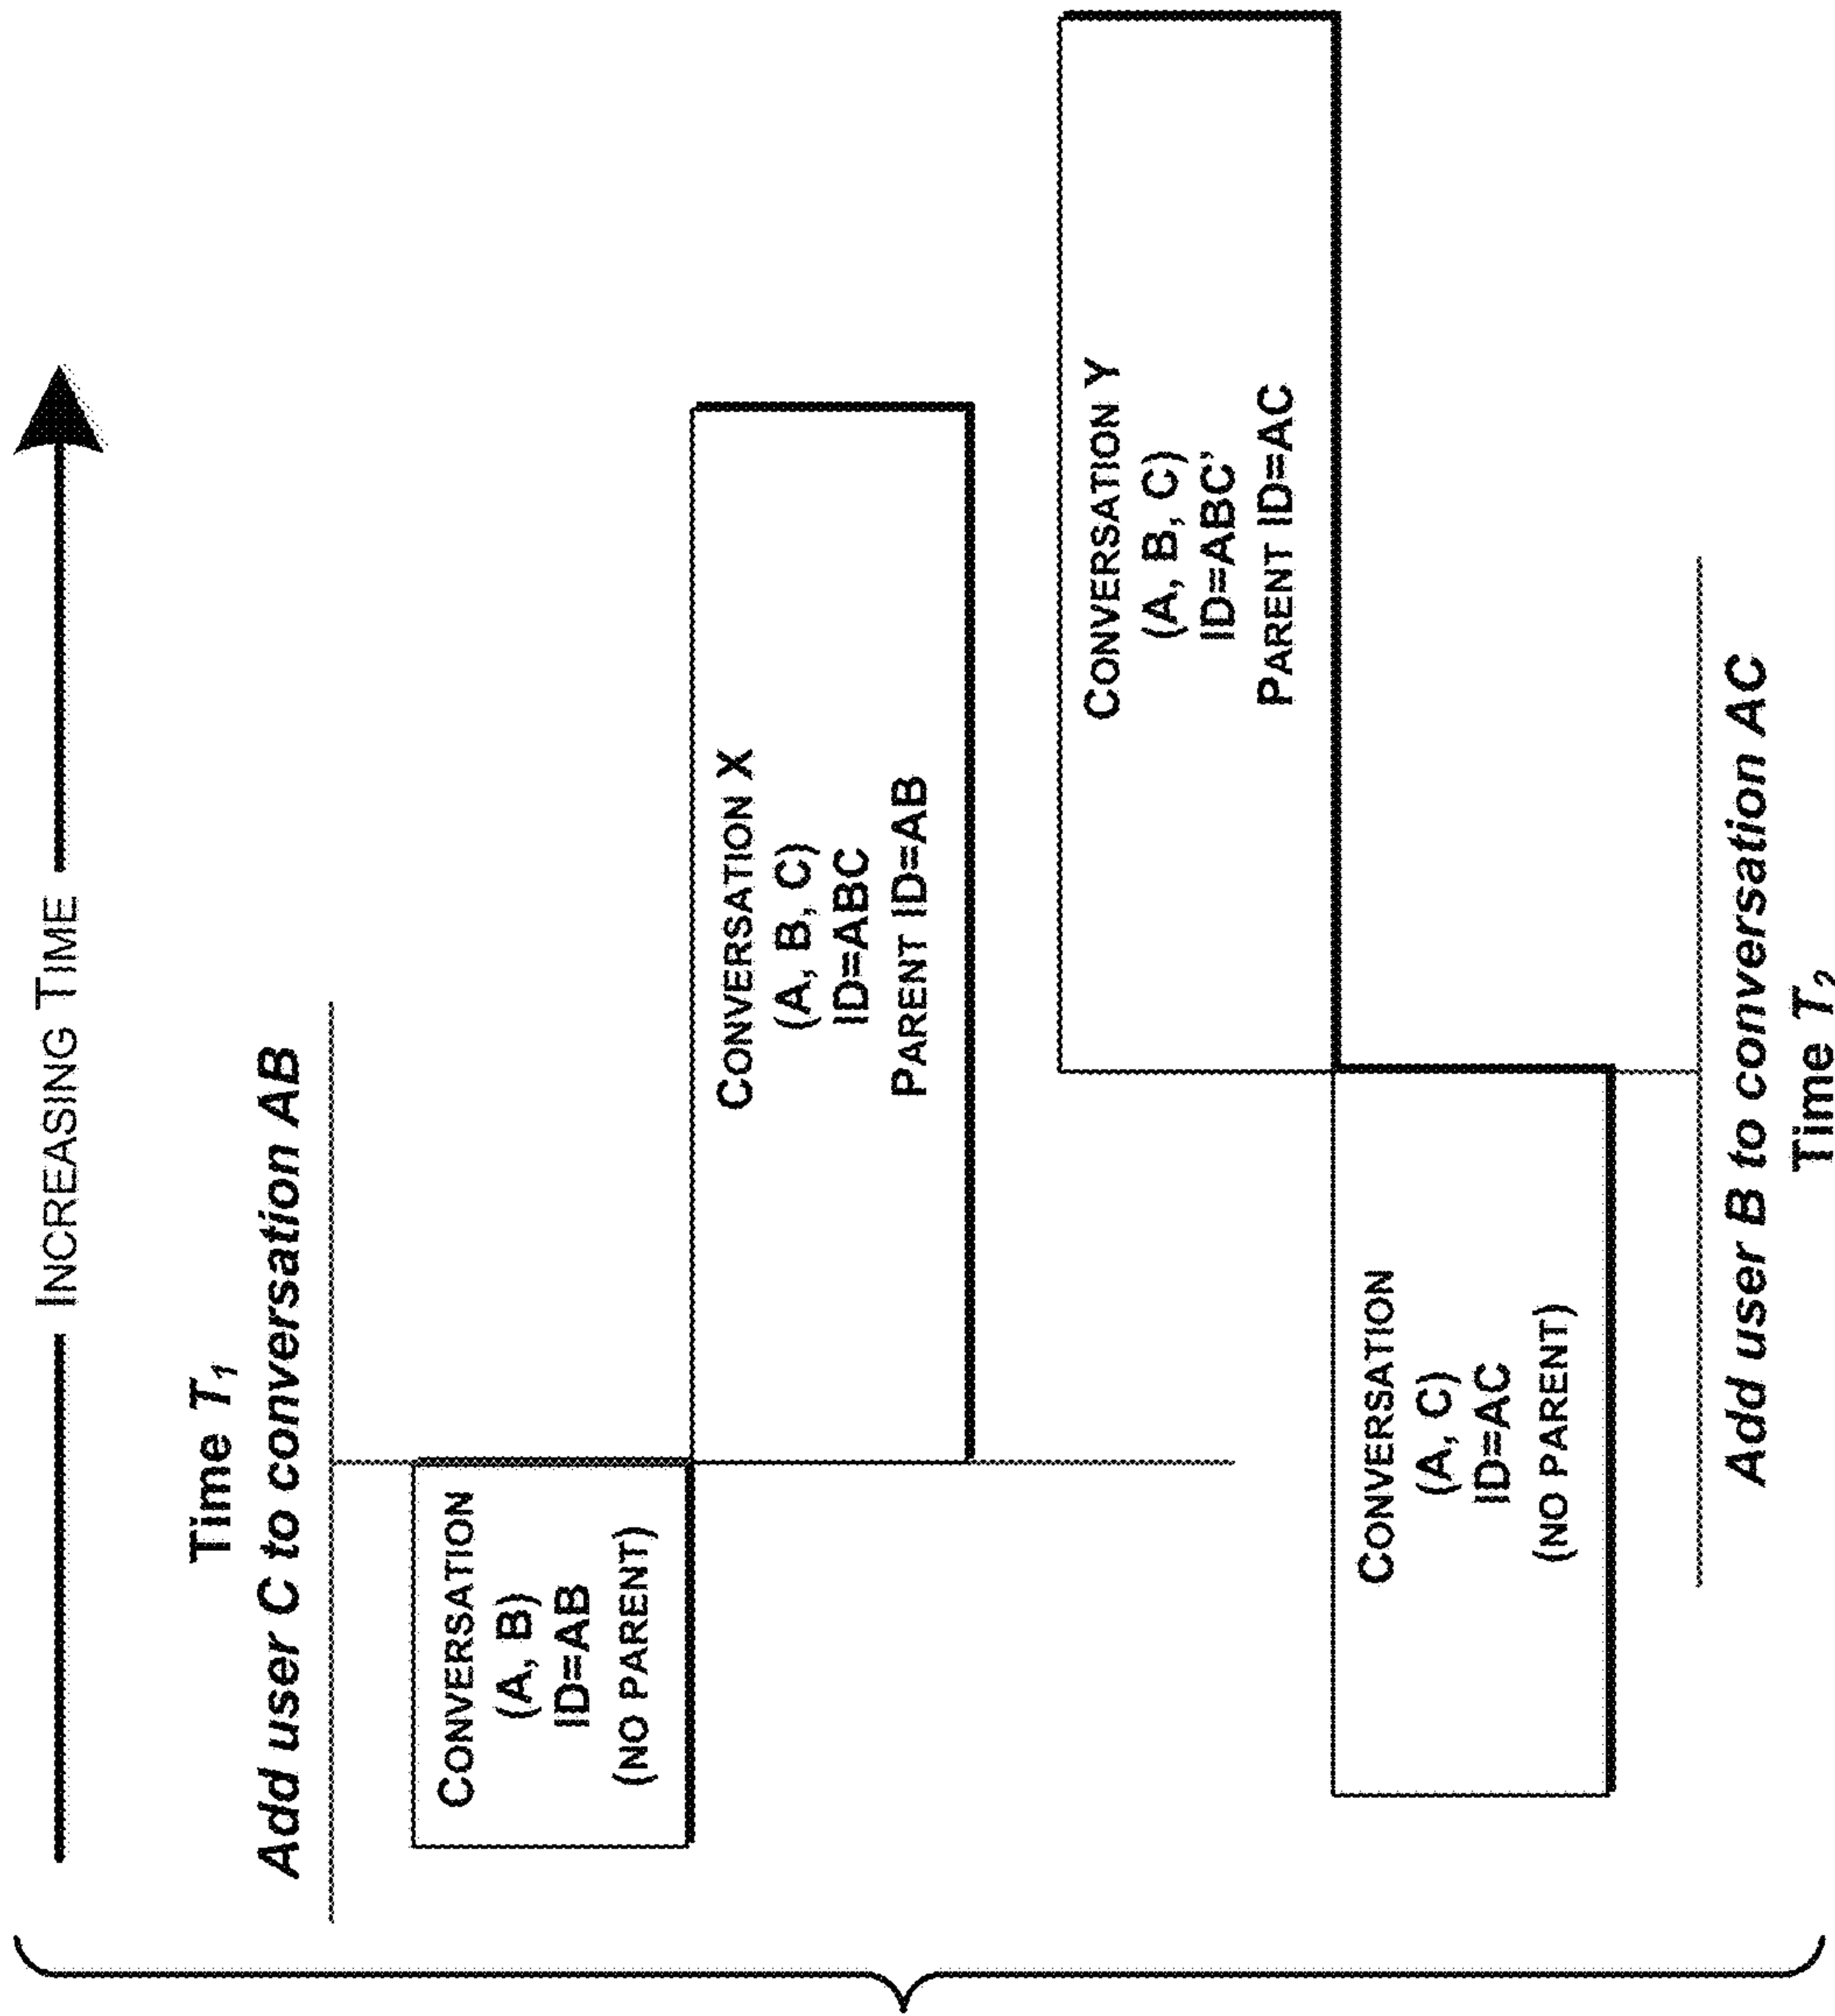 INCREASING TIME
Time T1
Add user C to conversation AB
CONVERSATION
(A, B)
ID=AB
(NO PARENT)
CONVERSATION X
(A, B, C)
ID=ABC
PARENT ID=AB
CONVERSATION Y
(A, B, C)
ID=ABC'
PARENT ID=AC
CONVERSATION
(A, C)
ID=AC
(NO PARENT)
Add user B to conversation AC
Time T2